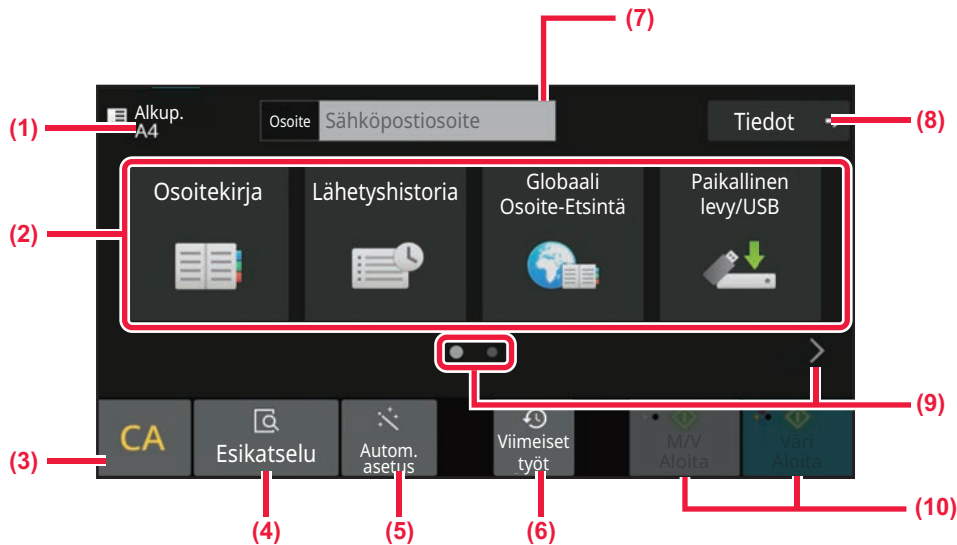 (7)
Alkup.
A4
(1)
Osoite
Sähköpostiosoite
Tiedot
(8)
Osoitekirja
Lähetyshistoria
Globaali
Osoite-Etsintä
Paikallinen
levy/USB
(2)
(9)
CA
Esikatselu
Autom.
asetus
Viimeiset
työt
M/V
Aloita
Väri
Aloita
(3)
(4)
(5)
(6)
(10)